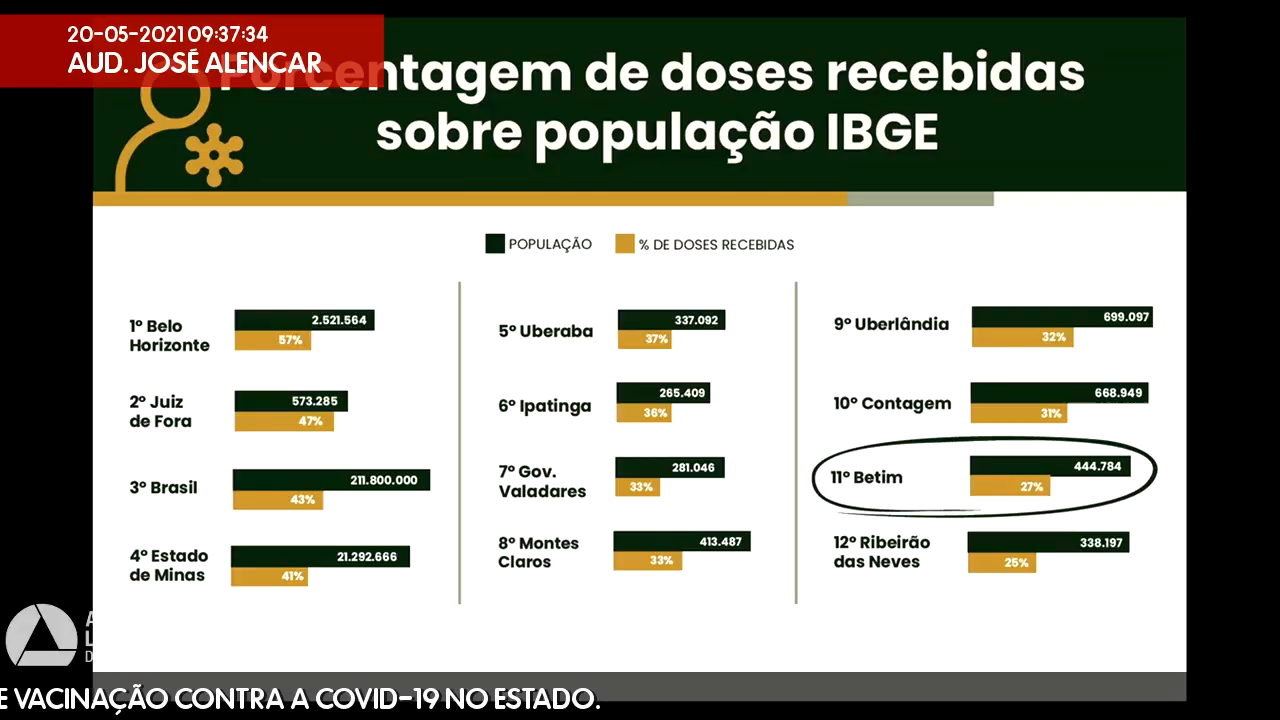 20-05-2021 09:37:34
AUD. JOSÉ ALENCAR
Porcentagem de doses recebidas
sobre população IBGE
POPULAÇÃO
% DE DOSES RECEBIDAS
1º Belo
Horizonte
2.521.564
57%
2º Juiz
de Fora
573.285
47%
3º Brasil
211.800.000
43%
4º Estado
de Minas
21.292.666
41%
5º Uberaba
337.092
37%
6º Ipatinga
265.409
36%
7º Gov.
Valadares
281.046
33%
8º Montes
Claros
413.487
33%
9º Uberlândia
699.097
32%
10º Contagem
668.949
31%
11º Betim
444.784
27%
12º Ribeirão
das Neves
338.197
25%
E VACINAÇÃO CONTRA A COVID-19 NO ESTADO.